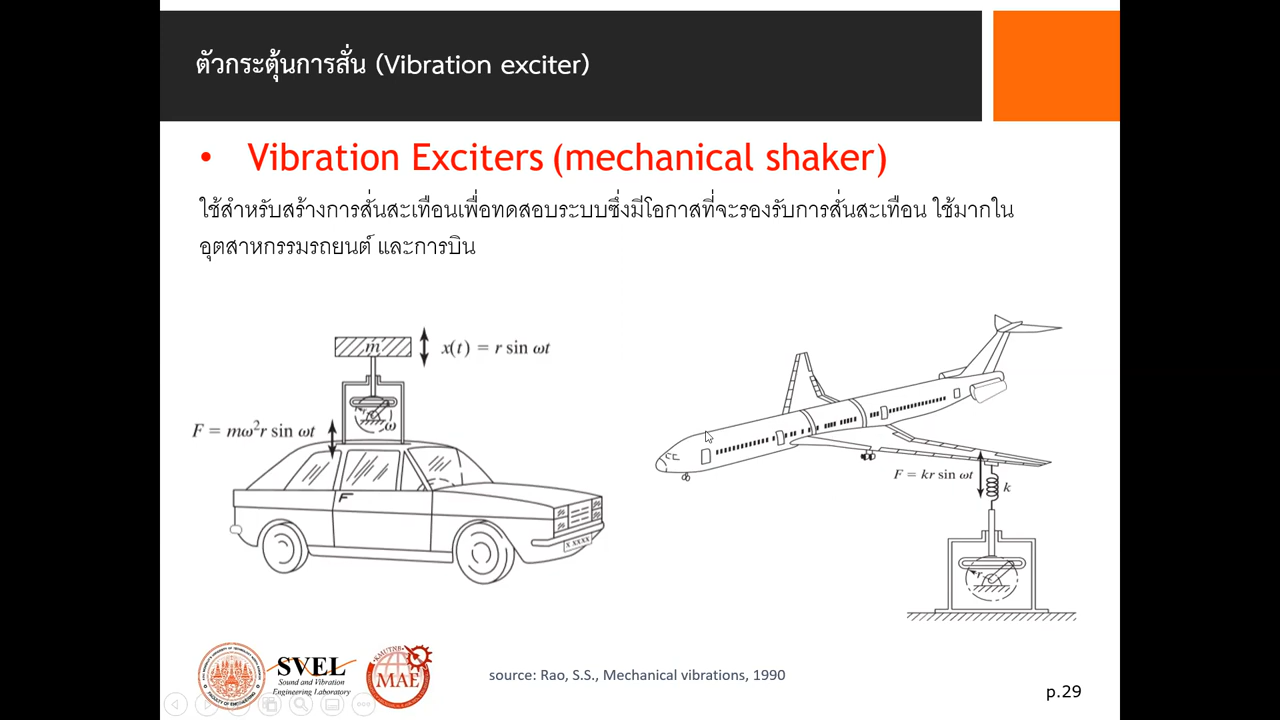 ตัวกระตุ้นการสั่น (Vibration exciter)
• Vibration Exciters (mechanical shaker)
ใช้สำหรับสร้างการสั่นสะเทือนเพื่อทดสอบระบบซึ่งมีโอกาสที่จะรองรับการสั่นสะเทือน ใช้มากใน
อุตสาหกรรมรถยนต์ และการบิน
m
x(t) = r sin ωt
r
ω
F = mω²r sin ωt
F
X XXXX
F = kr sin ωt
k
r
SVEL
Sound and Vibration
Engineering Laboratory
KMUTNB
MAE
source: Rao, S.S., Mechanical vibrations, 1990
p.29